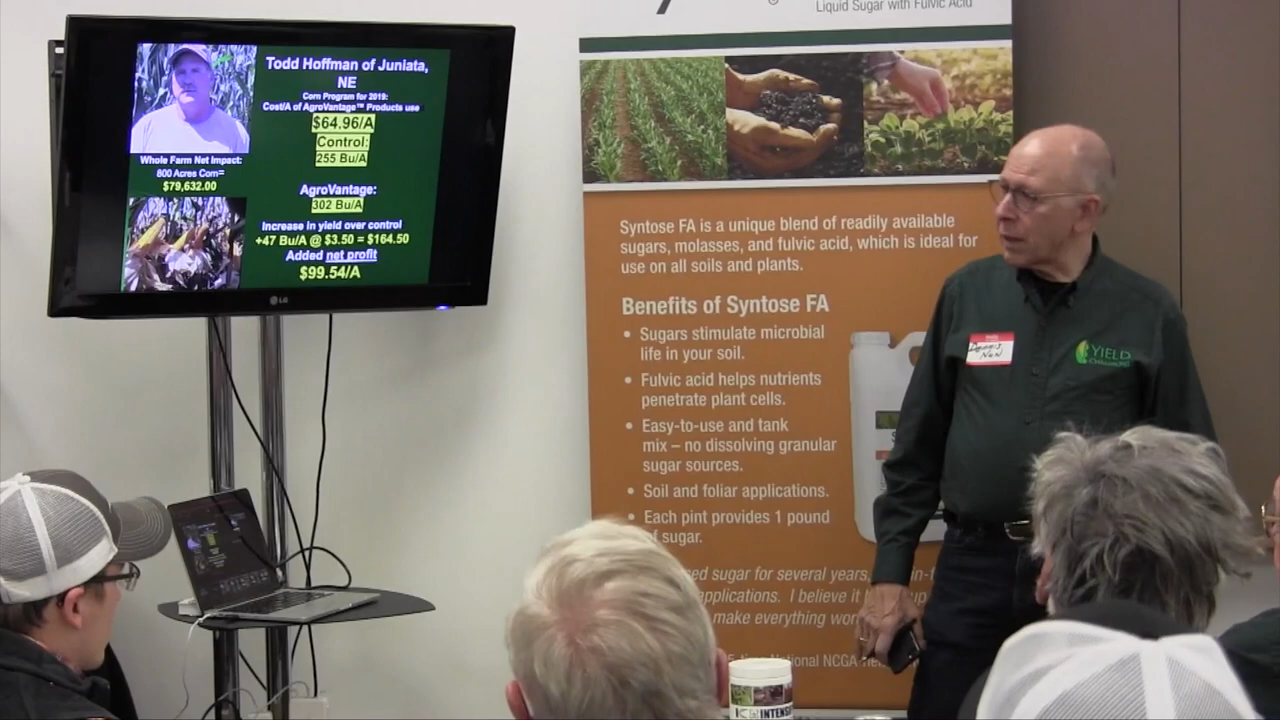 Todd Hoffman of Juniata,
NE
Corn Program for 2019:
Cost/A of AgroVantage™ Products use
$64.96/A
Control:
255 Bu/A
Whole Farm Net Impact:
800 Acres Corn=
$79,632.00
AgroVantage:
302 Bu/A
Increase in yield over control
+47 Bu/A @ $3.50 = $164.50
Added net profit
$99.54/A
LG
Liquid Sugar with Fulvic Acid
Syntose FA is a unique blend of readily available
sugars, molasses, and fulvic acid, which is ideal for
use on all soils and plants.
Benefits of Syntose FA
• Sugars stimulate microbial
life in your soil.
• Fulvic acid helps nutrients
penetrate plant cells.
• Easy-to-use and tank
mix – no dissolving granular
sugar sources.
• Soil and foliar applications.
• Each pint provides 1 pound
of sugar.
sugar for several years,
applications. I believe it
make everything
National NCGA
YIELD